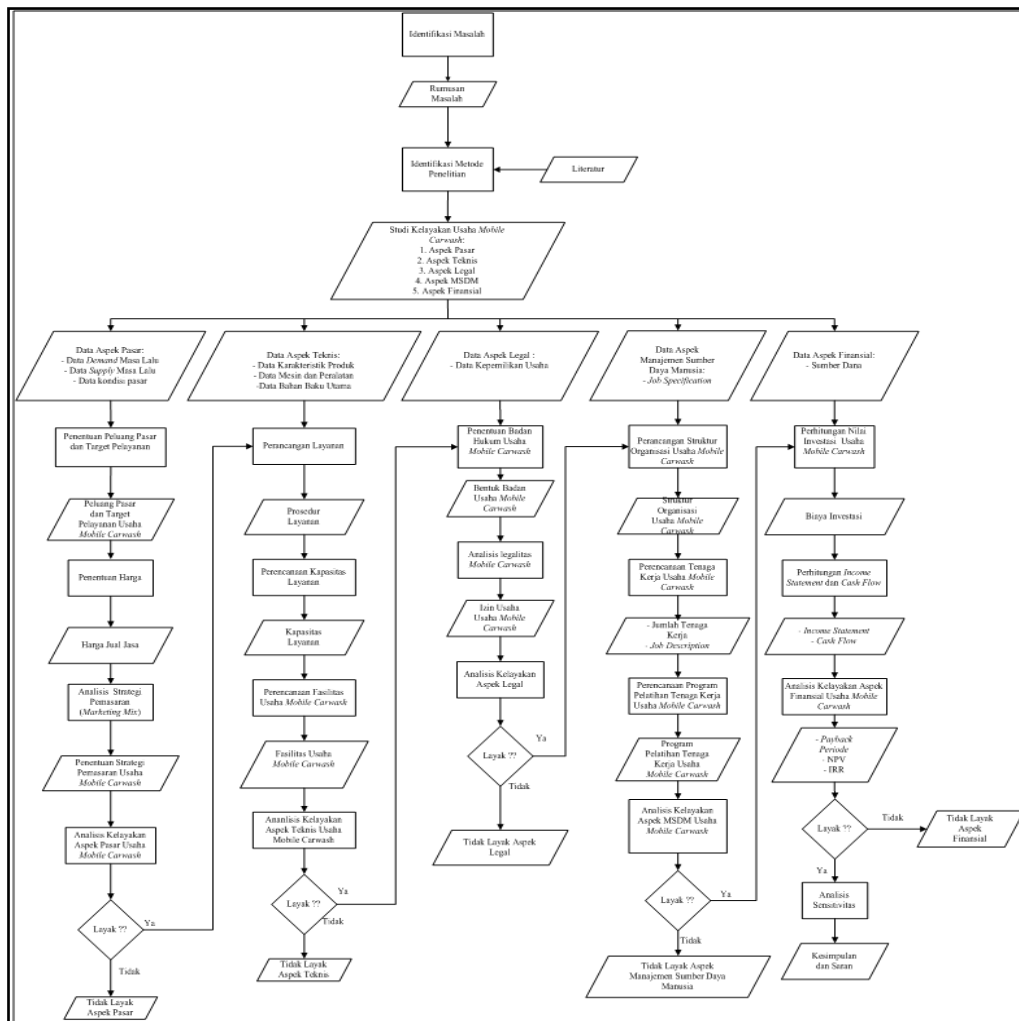 Identifikasi Masalah
Rumusan
Masalah
Identifikasi Metode
Penelitian
Literatur
Studi Kelayakan Usaha Mobile
Carwash:
1. Aspek Pasar
2. Aspek Teknis
3. Aspek Legal
4. Aspek MSDM
5. Aspek Finansial
Data Aspek Pasar:
- Data Demand Masa Lalu
- Data Supply Masa Lalu
- Data kondisi pasar
Penentuan Peluang Pasar
dan Target Pelayanan
Peluang Pasar
dan Target
Pelayanan Usaha
Mobile Carwash
Penentuan Harga
Harga Jual Jasa
Analisis Strategi
Pemasaran
(Marketing Mix)
Penentuan Strategi
Pemasaran Usaha
Mobile Carwash
Analisis Kelayakan
Aspek Pasar Usaha
Mobile Carwash
Layak ??
Ya
Tidak
Tidak Layak
Aspek Pasar
Data Aspek Teknis:
- Data Karakteristik Produk
- Data Mesin dan Peralatan
-Data Bahan Baku Utama
Perancangan Layanan
Prosedur
Layanan
Perencanaan Kapasitas
Layanan
Kapasitas
Layanan
Perencanaan Fasilitas
Usaha Mobile Carwash
Fasilitas Usaha
Mobile Carwash
Ananlisis Kelayakan
Aspek Teknis Usaha
Mobile Carwash
Layak ??
Ya
Tidak
Tidak Layak
Aspek Teknis
Data Aspek Legal :
- Data Kepemilikan Usaha
Penentuan Badan
Hukum Usaha
Mobile Carwash
Bentuk Badan
Usaha Mobile
Carwash
Analisis legalitas
Mobile Carwash
Izin Usaha
Usaha Mobile
Carwash
Analisis Kelayakan
Aspek Legal
Layak ??
Ya
Tidak
Tidak Layak Aspek
Legal
Data Aspek
Manajemen Sumber
Daya Manusia:
- Job Specification
Perancangan Struktur
Organisasi Usaha Mobile
Carwash
Struktur
Organisasi
Usaha Mobile
Carwash
Perencanaan Tenaga
Kerja Usaha Mobile
Carwash
- Jumlah Tenaga
Kerja
- Job Description
Perencanaan Program
Pelatihan Tenaga Kerja
Usaha Mobile Carwash
Program
Pelatihan Tenaga
Kerja Usaha
Mobile Carwash
Analisis Kelayakan
Aspek MSDM Usaha
Mobile Carwash
Layak ??
Ya
Tidak
Tidak Layak Aspek
Manajemen Sumber Daya
Manusia
Data Aspek Finansial:
- Sumber Dana
Perhitungan Nilai
Investasi Usaha
Mobile Carwash
Biaya Investasi
Perhitungan Income
Statement dan Cash Flow
- Income Statement
- Cash Flow
Analisis Kelayakan Aspek
Finansial Usaha Mobile
Carwash
- Payback
Periode
- NPV
- IRR
Layak ??
Tidak
Tidak Layak
Aspek
Finansial
Ya
Analisis
Sensitivitas
Kesimpulan
dan Saran